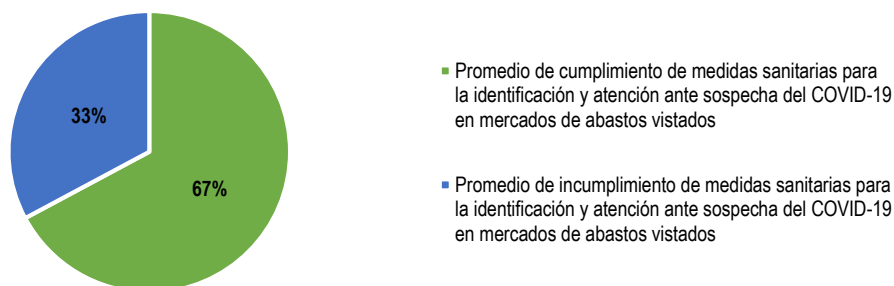 33%
67%
Promedio de cumplimiento de medidas sanitarias para
la identificación y atención ante sospecha del COVID-19
en mercados de abastos vistados
Promedio de incumplimiento de medidas sanitarias para
la identificación y atención ante sospecha del COVID-19
en mercados de abastos vistados